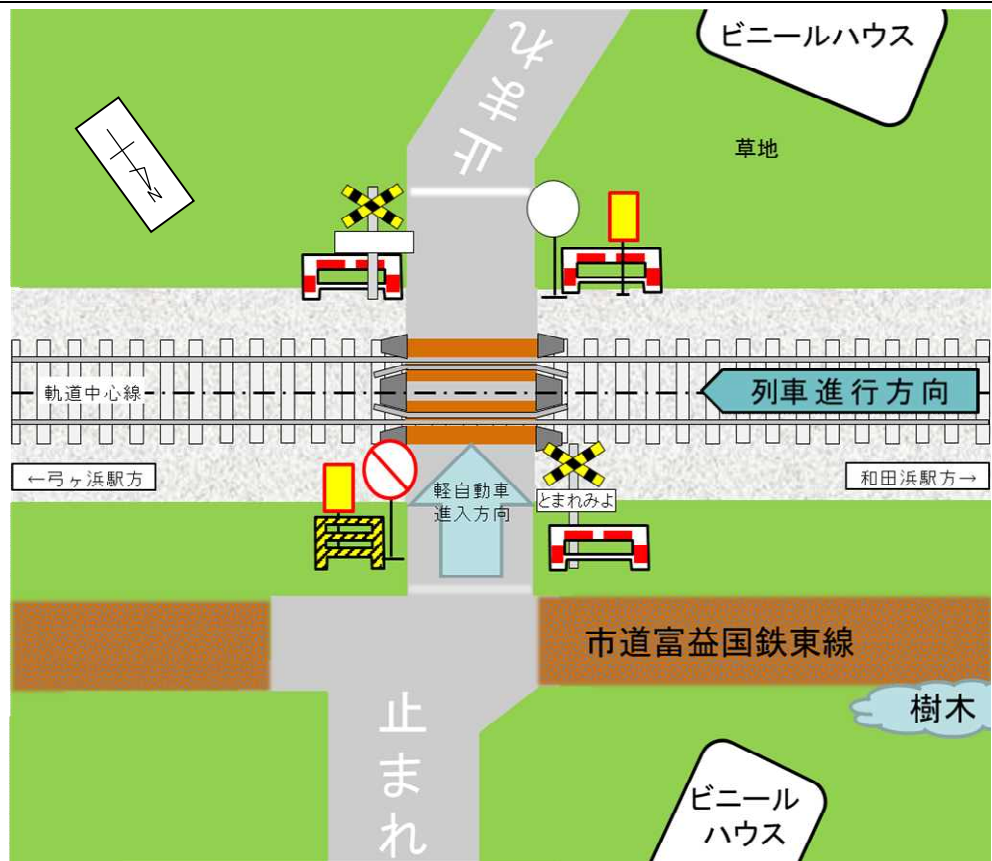 止まれ
ビニールハウス
草地
N
軌道中心線
列車進行方向
←弓ヶ浜駅方
和田浜駅方→
軽自動車
進入方向
とまれみよ
市道富益国鉄東線
樹木
止まれ
ビニール
ハウス